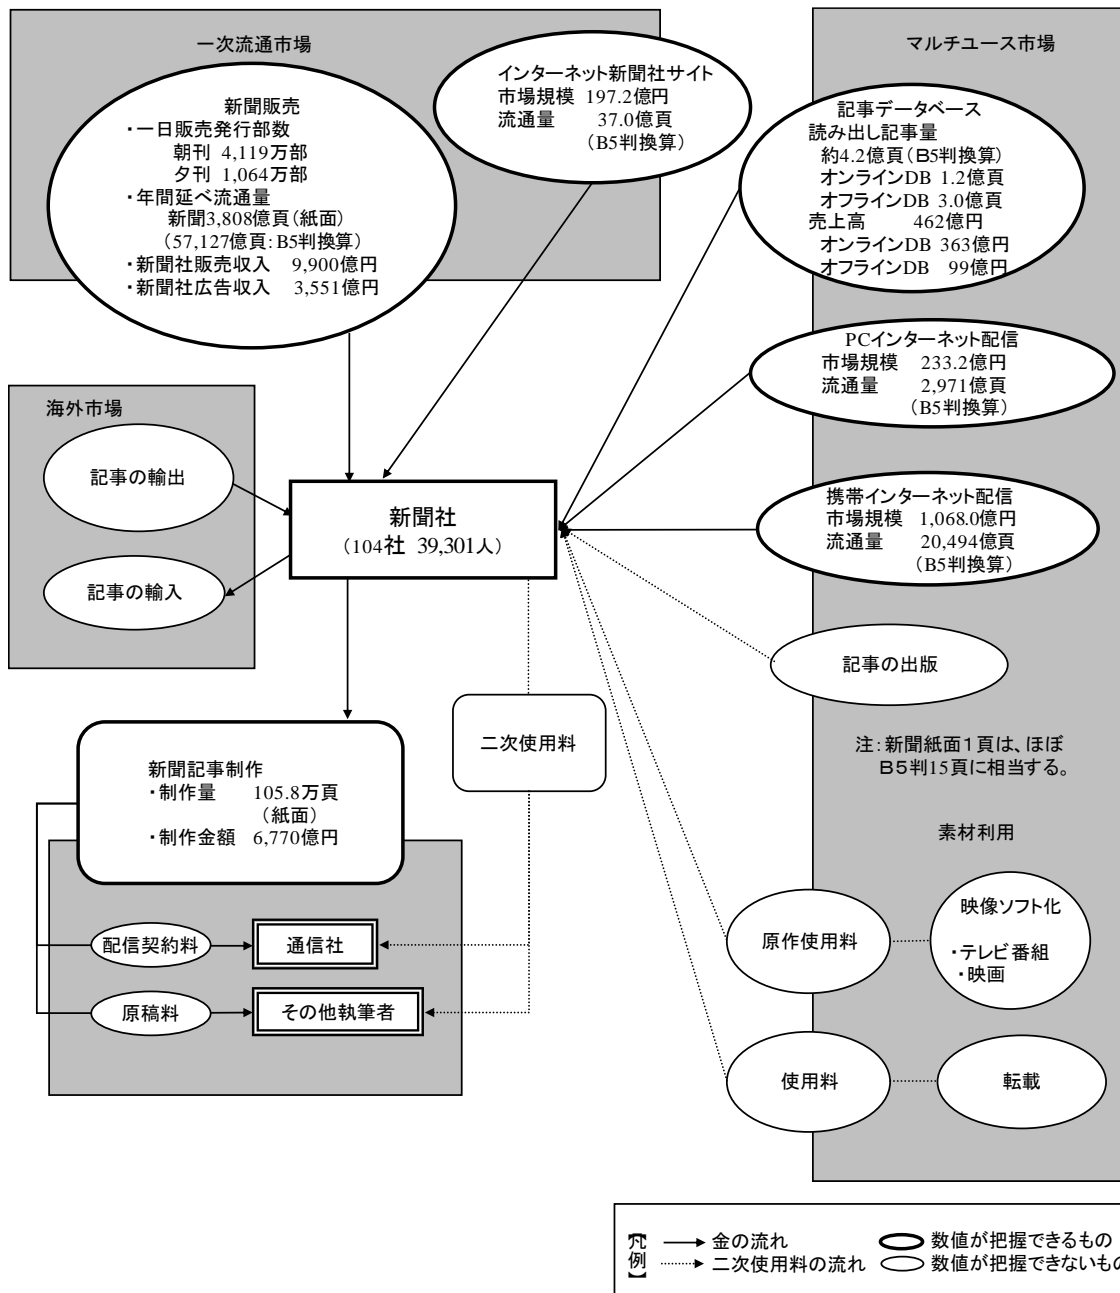 一次流通市場
新聞販売
・一日販売発行部数
朝刊 4,119万部
夕刊 1,064万部
・年間延べ流通量
新聞3,808億頁(紙面)
(57,127億頁:B5判換算)
・新聞社販売収入 9,900億円
・新聞社広告収入 3,551億円
インターネット新聞社サイト
市場規模 197.2億円
流通量 37.0億頁
(B5判換算)
マルチユース市場
記事データベース
読み出し記事量
約4.2億頁(B5判換算)
オンラインDB 1.2億頁
オフラインDB 3.0億頁
売上高 462億円
オンラインDB 363億円
オフラインDB 99億円
PCインターネット配信
市場規模 233.2億円
流通量 2,971億頁
(B5判換算)
海外市場
記事の輸出
記事の輸入
新聞社
(104社 39,301人)
携帯インターネット配信
市場規模 1,068.0億円
流通量 20,494億頁
(B5判換算)
記事の出版
二次使用料
注:新聞紙面1頁は、ほぼ
B5判15頁に相当する。
新聞記事制作
・制作量 105.8万頁
(紙面)
・制作金額 6,770億円
配信契約料
通信社
原稿料
その他執筆者
素材利用
原作使用料
映像ソフト化
・テレビ番組
・映画
使用料
転載
【凡例】
金の流れ
数値が把握できるもの
二次使用料の流れ
数値が把握できないもの